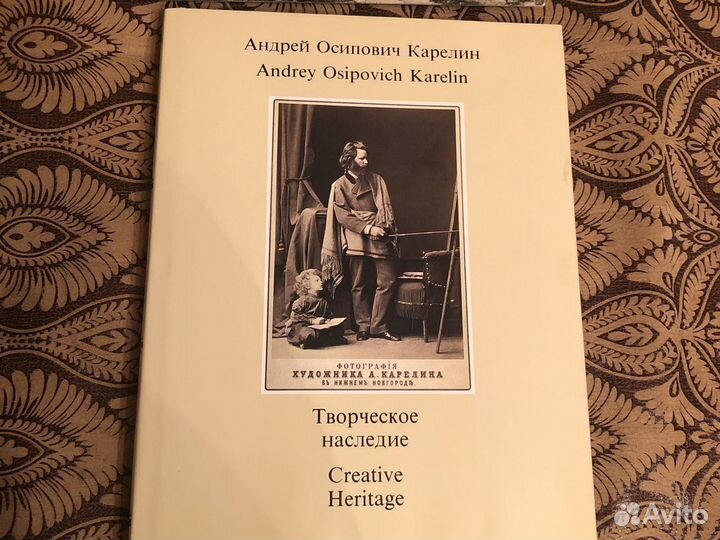 Андрей Осипович Карелин
Andrey Osipovich Karelin
ФОТОГРАФІЯ
ХУДОЖНИКА А. КАРЕЛИНА
ВЪ НИЖНЕМЪ НОВГОРОДѢ.
Творческое
наследие
Creative
Heritage
Avito